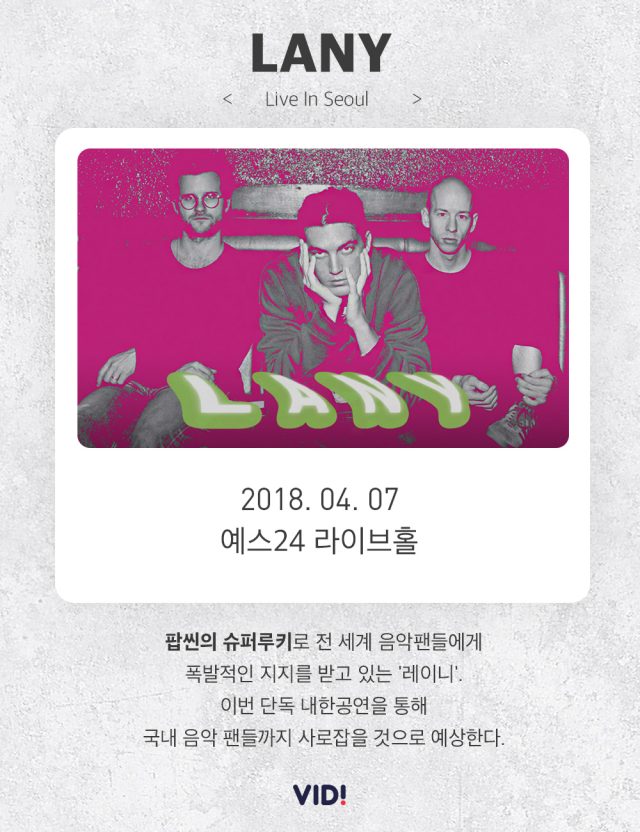 LANY
< Live In Seoul >
LANY
2018. 04. 07
예스24 라이브홀
팝씬의 슈퍼루키로 전 세계 음악팬들에게
폭발적인 지지를 받고 있는 '레이니'.
이번 단독 내한공연을 통해
국내 음악 팬들까지 사로잡을 것으로 예상한다.
VID!